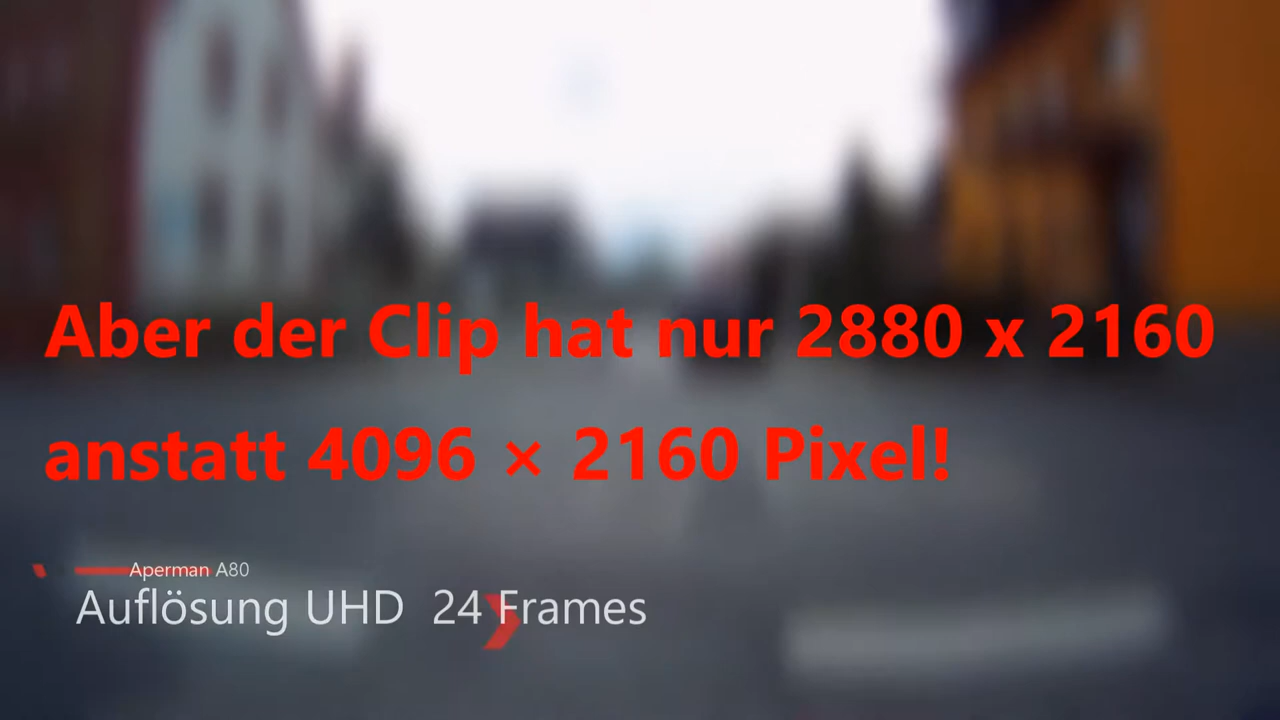 Aber der Clip hat nur 2880 x 2160
anstatt 4096 × 2160 Pixel!
Aperman A80
Auflösung UHD 24 Frames